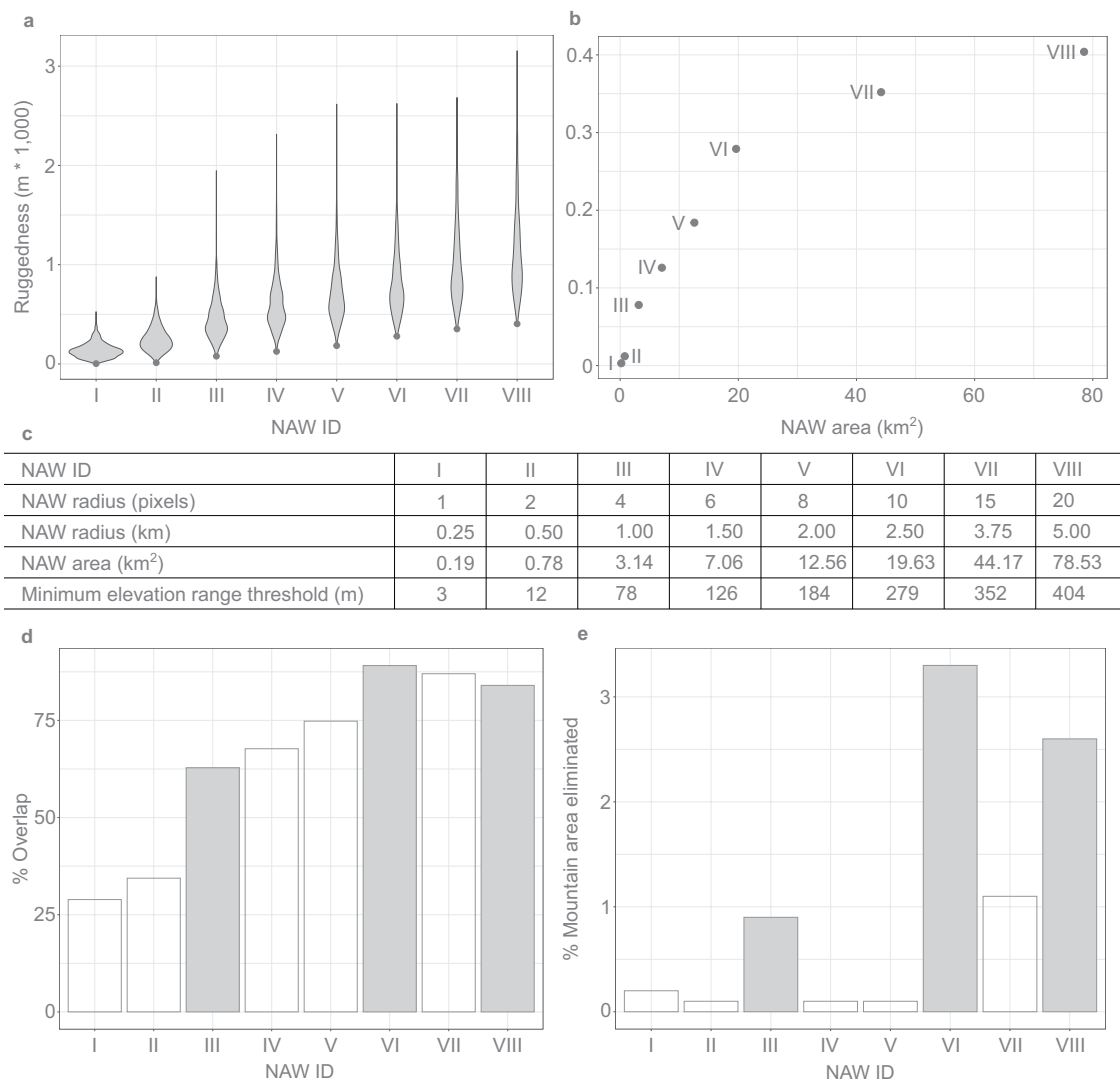 a
Ruggedness (m * 1,000)
3
2
1
0
I II III IV V VI VII VIII
NAW ID
b
0.4
0.3
0.2
0.1
0
VIII
VII
VI
V
IV
III
I II
0 20 40 60 80
NAW area (km²)
c
NAW ID I II III IV V VI VII VIII
NAW radius (pixels) 1 2 4 6 8 10 15 20
NAW radius (km) 0.25 0.50 1.00 1.50 2.00 2.50 3.75 5.00
NAW area (km²) 0.19 0.78 3.14 7.06 12.56 19.63 44.17 78.53
Minimum elevation range threshold (m) 3 12 78 126 184 279 352 404
d
% Overlap
75
50
25
0
I II III IV V VI VII VIII
NAW ID
e
% Mountain area eliminated
3
2
1
0
I II III IV V VI VII VIII
NAW ID